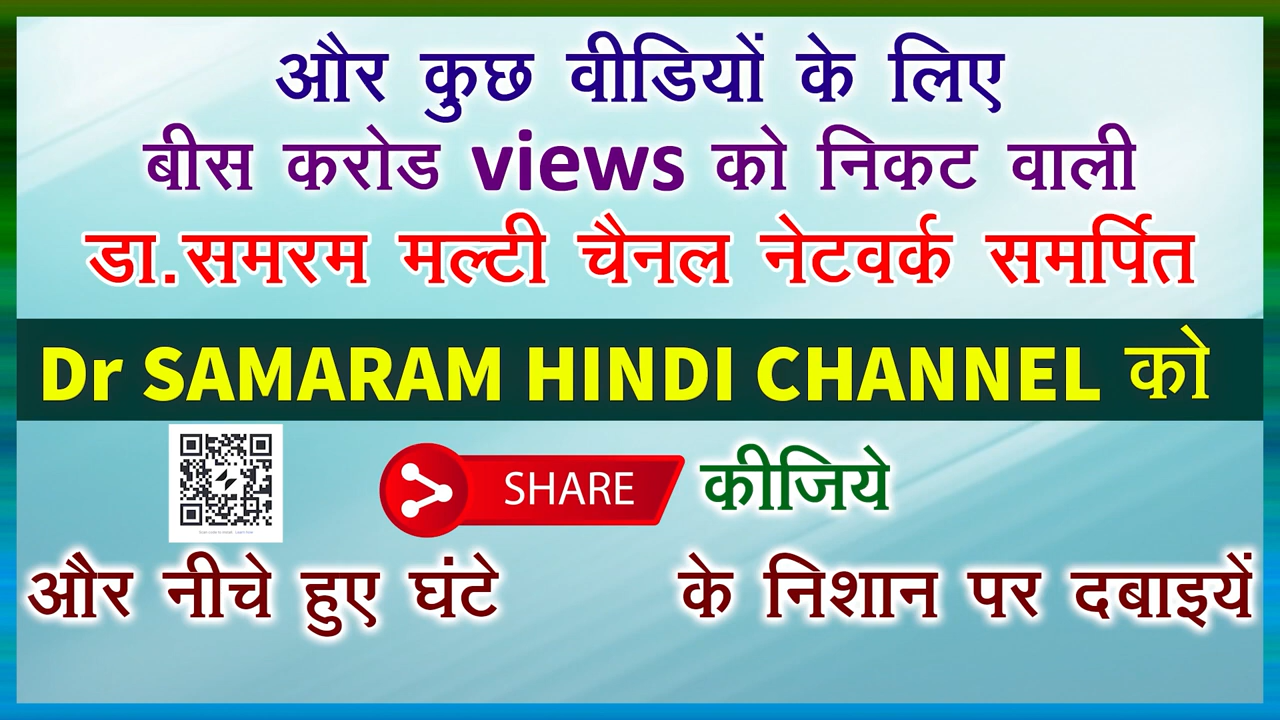 और कुछ वीडियों के लिए
बीस करोड views को निकट वाली
डा.समरम मल्टी चैनल नेटवर्क समर्पित
Dr SAMARAM HINDI CHANNEL को
SHARE कीजिये
और नीचे हुए घंटे के निशान पर दबाइयें